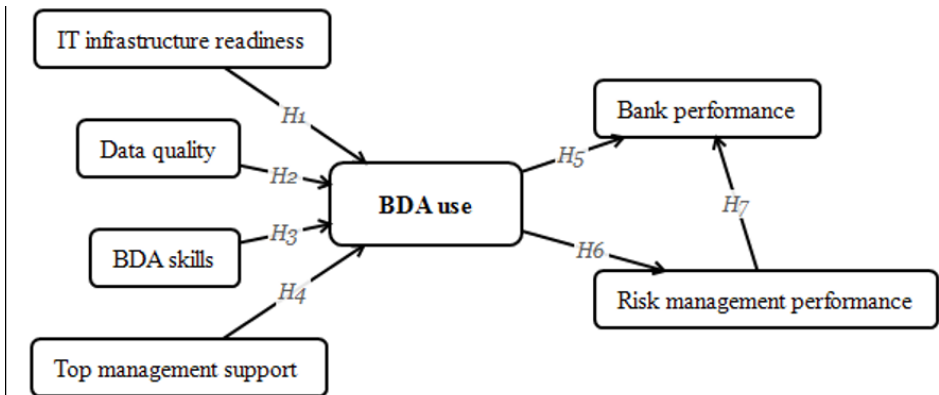 IT infrastructure readiness
H1
Bank performance
Data quality
H2
H5
BDA use
H7
H3
BDA skills
H6
H4
Risk management performance
Top management support